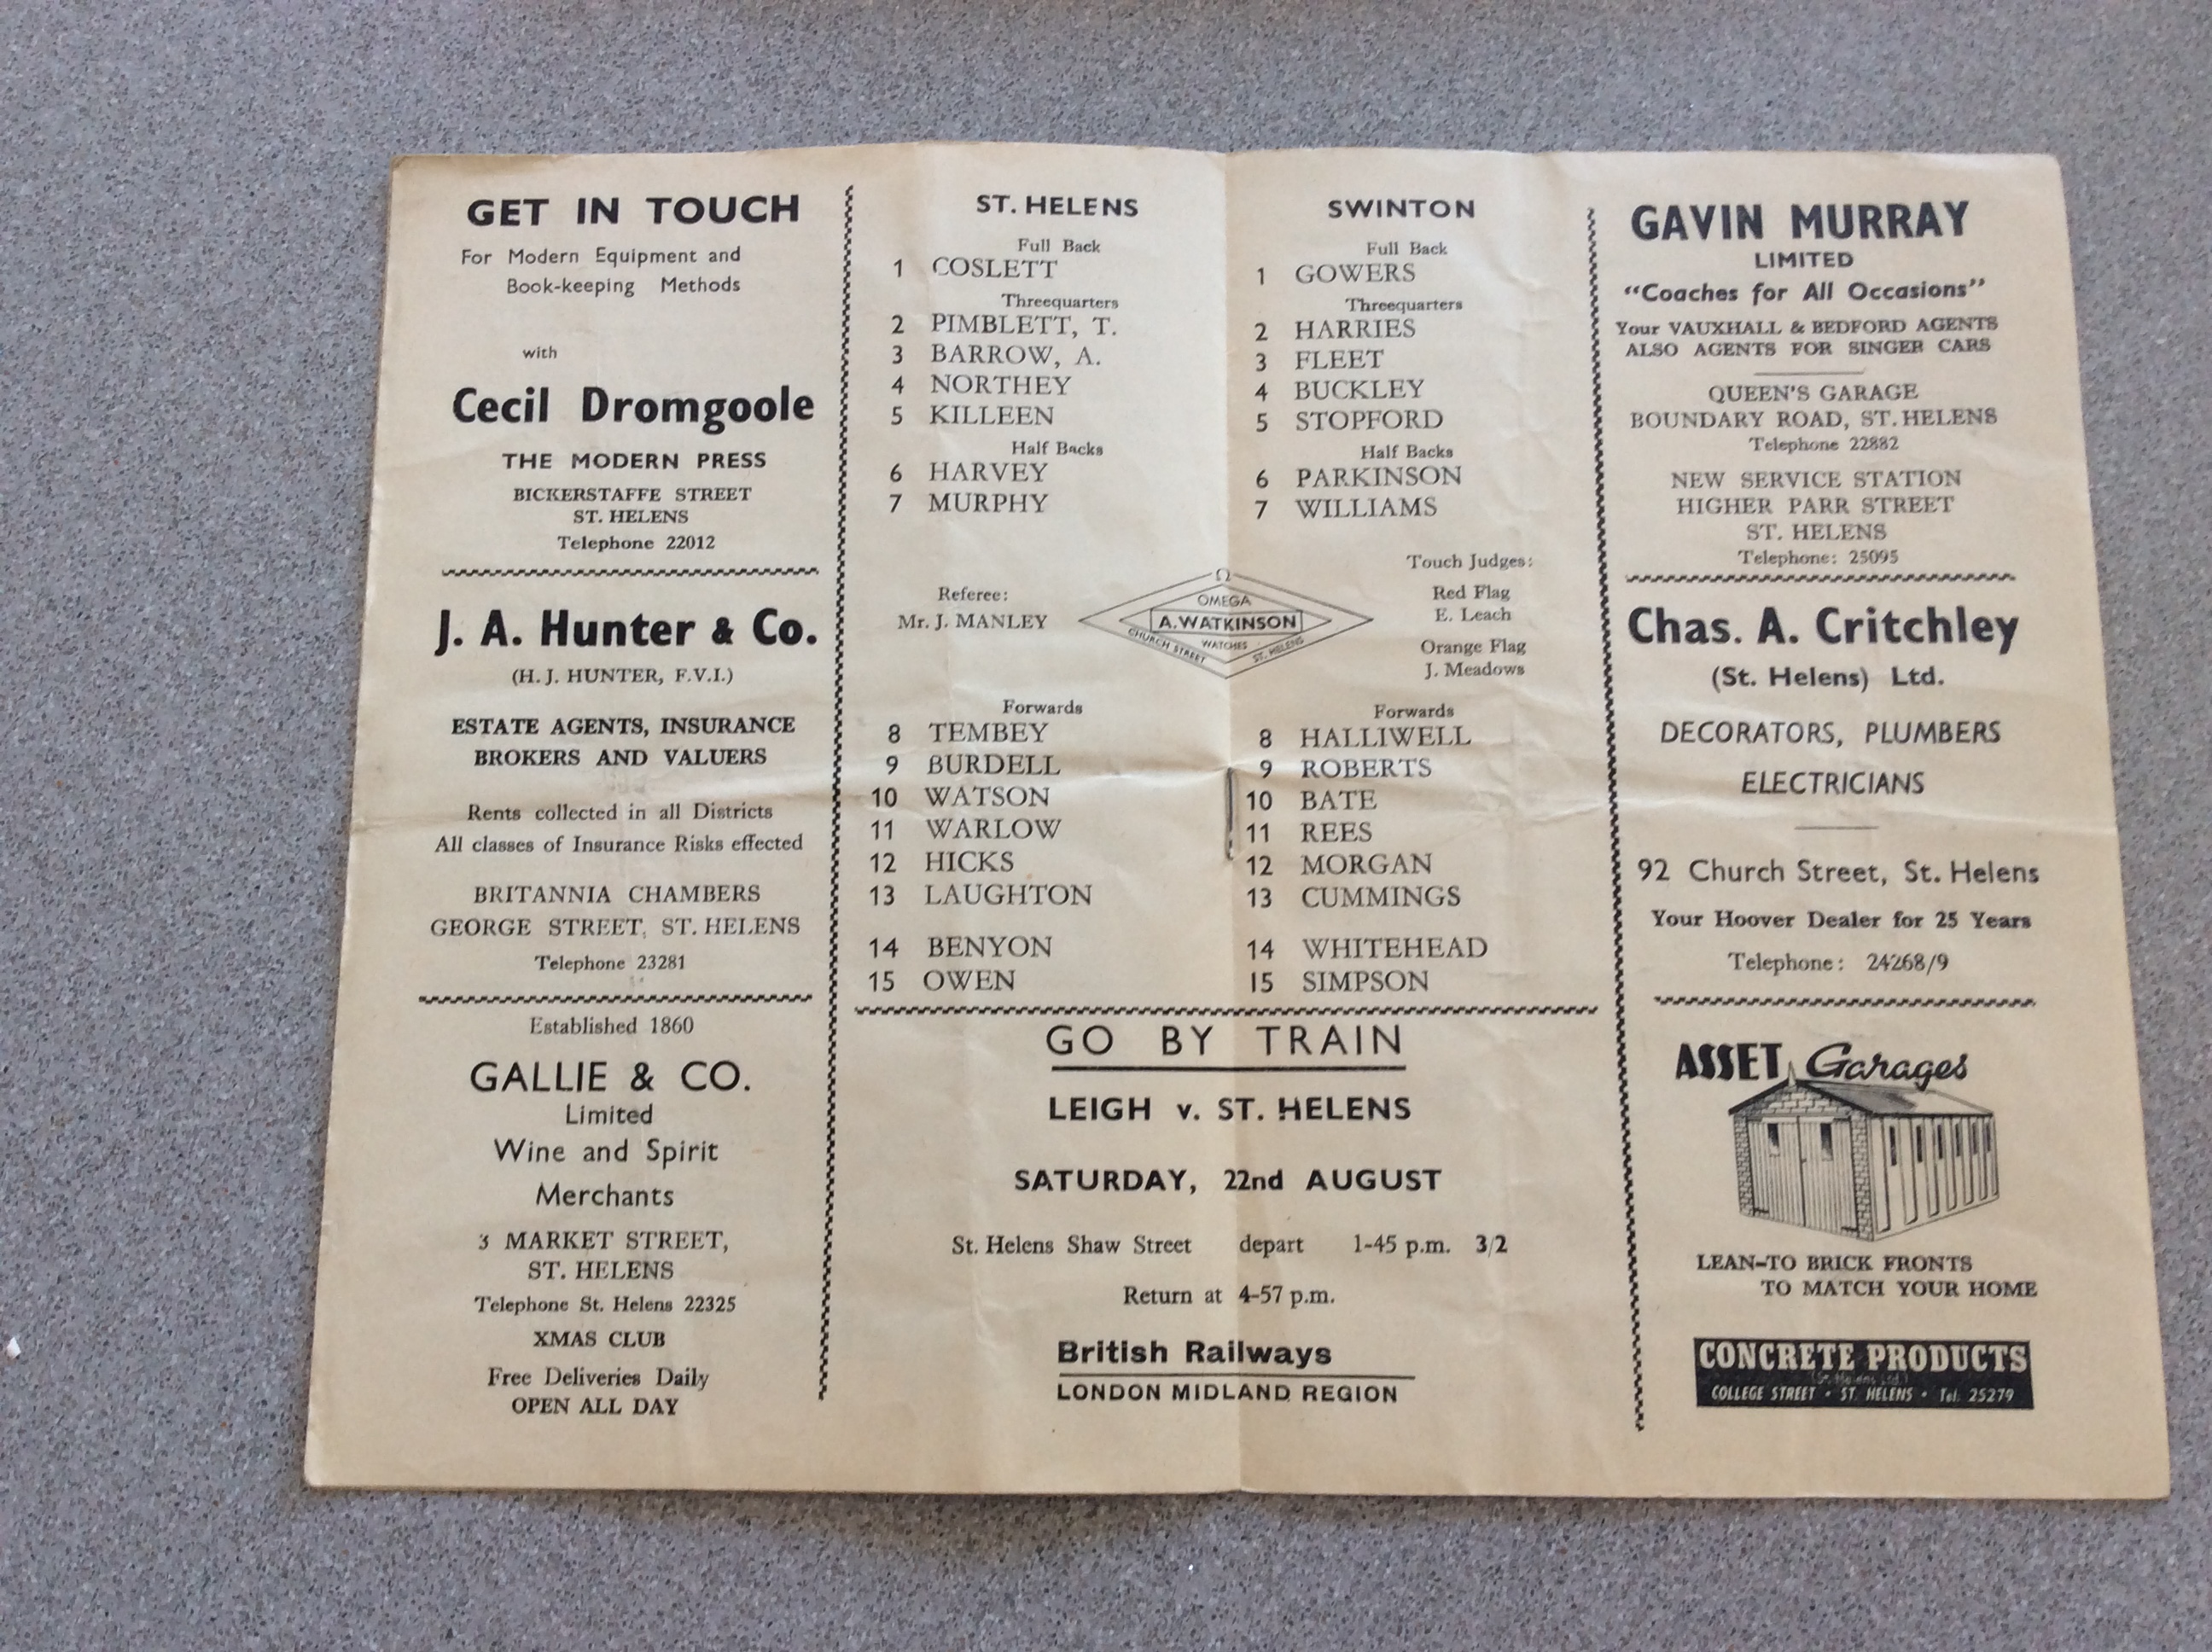 GET IN TOUCH
For Modern Equipment and
Book-keeping Methods
with
Cecil Dromgoole
THE MODERN PRESS
BICKERSTAFFE STREET
ST. HELENS
Telephone 22012
J. A. Hunter & Co.
(H. J. HUNTER, F.V.I.)
ESTATE AGENTS, INSURANCE
BROKERS AND VALUERS
Rents collected in all Districts
All classes of Insurance Risks effected
BRITANNIA CHAMBERS
GEORGE STREET, ST. HELENS
Telephone 23281
Established 1860
GALLIE & CO.
Limited
Wine and Spirit
Merchants
3 MARKET STREET,
ST. HELENS
Telephone St. Helens 22325
XMAS CLUB
Free Deliveries Daily
OPEN ALL DAY
ST. HELENS
Full Back
1 COSLETT
Threequarters
2 PIMBLETT, T.
3 BARROW, A.
4 NORTHEY
5 KILLEEN
Half Backs
6 HARVEY
7 MURPHY
Referee:
Mr. J. MANLEY
Forwards
8 TEMBEY
9 BURDELL
10 WATSON
11 WARLOW
12 HICKS
13 LAUGHTON
14 BENYON
15 OWEN
Ω
OMEGA
A. WATKINSON
WATCHES
CHURCH STREET
ST. HELENS
SWINTON
Full Back
1 GOWERS
Threequarters
2 HARRIES
3 FLEET
4 BUCKLEY
5 STOPFORD
Half Backs
6 PARKINSON
7 WILLIAMS
Touch Judges:
Red Flag
E. Leach
Orange Flag
J. Meadows
Forwards
8 HALLIWELL
9 ROBERTS
10 BATE
11 REES
12 MORGAN
13 CUMMINGS
14 WHITEHEAD
15 SIMPSON
GO BY TRAIN
LEIGH v. ST. HELENS
SATURDAY, 22nd AUGUST
St. Helens Shaw Street depart 1-45 p.m. 3/2
Return at 4-57 p.m.
British Railways
LONDON MIDLAND REGION
GAVIN MURRAY
LIMITED
"Coaches for All Occasions"
Your VAUXHALL & BEDFORD AGENTS
ALSO AGENTS FOR SINGER CARS
QUEEN'S GARAGE
BOUNDARY ROAD, ST. HELENS
Telephone 22882
NEW SERVICE STATION
HIGHER PARR STREET
ST. HELENS
Telephone: 25095
Chas. A. Critchley
(St. Helens) Ltd.
DECORATORS, PLUMBERS
ELECTRICIANS
92 Church Street, St. Helens
Your Hoover Dealer for 25 Years
Telephone: 24268/9
ASSET Garages
LEAN-TO BRICK FRONTS
TO MATCH YOUR HOME
CONCRETE PRODUCTS
(St. Helens Ltd.)
COLLEGE STREET • ST. HELENS • Tel. 25279